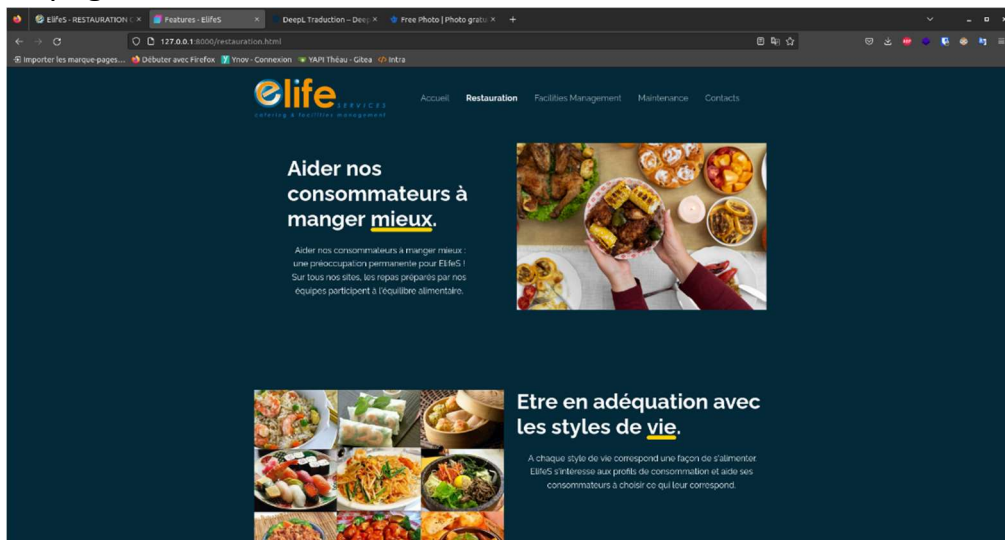 ElifeS - RESTAURATION C
Features - ElifeS
DeepL Traduction – Deep
Free Photo | Photo gratu
127.0.0.1:8000/restauration.html
Importer les marque-pages...
Débuter avec Firefox
Ynov - Connexion
YAPI Théau - Gitea
Intra
elife SERVICES
catering & facilities management
Accueil
Restauration
Facilities Management
Maintenance
Contacts
Aider nos
consommateurs à
manger mieux.
Aider nos consommateurs à manger mieux :
une préoccupation permanente pour ElifeS !
Sur tous nos sites, les repas préparés par nos
équipes participent à l'équilibre alimentaire.
Etre en adéquation avec
les styles de vie.
A chaque style de vie correspond une façon de s'alimenter.
ElifeS s'intéresse aux profils de consommation et aide ses
consommateurs à choisir ce qui leur correspond.